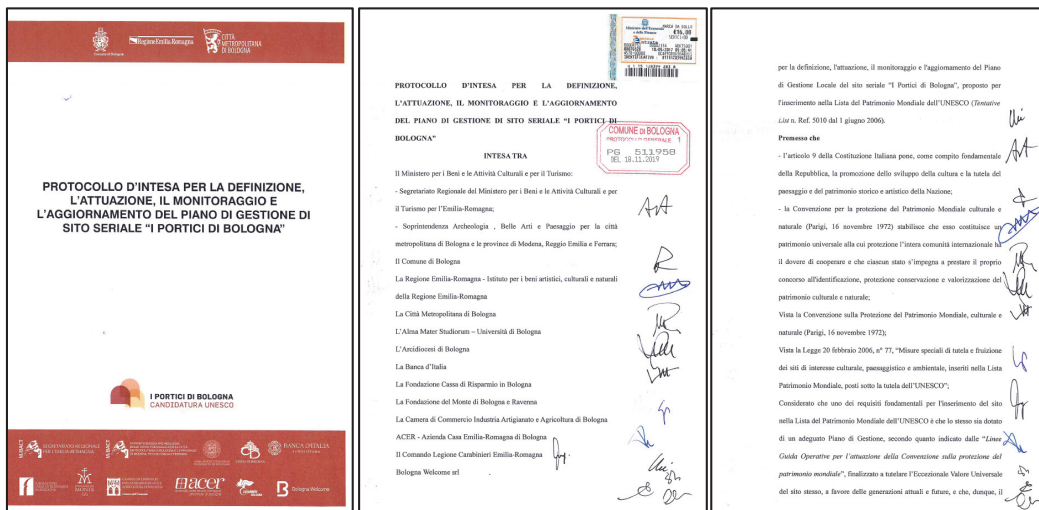 Comune di Bologna
RegioneEmilia-Romagna
CITTÀ
METROPOLITANA
DI BOLOGNA
PROTOCOLLO D'INTESA PER LA DEFINIZIONE,
L'ATTUAZIONE, IL MONITORAGGIO E
L'AGGIORNAMENTO DEL PIANO DI GESTIONE DI
SITO SERIALE "I PORTICI DI BOLOGNA"
I PORTICI DI BOLOGNA
CANDIDATURA UNESCO
MiBACT
SEGRETARIATO REGIONALE
PER L'EMILIA-ROMAGNA
MiBACT
BANCA D'ITALIA
MONTE
acer
Bologna Welcome
MARCA DA BOLLO
€16,00
PROTOCOLLO D'INTESA PER LA DEFINIZIONE,
L'ATTUAZIONE, IL MONITORAGGIO E L'AGGIORNAMENTO
DEL PIANO DI GESTIONE DI SITO SERIALE "I PORTICI DI
BOLOGNA"
COMUNE DI BOLOGNA
PROTOCOLLO GENERALE 1
PG 511958
DEL 18.11.2019
INTESA TRA
Il Ministero per i Beni e le Attività Culturali e per il Turismo:
- Segretariato Regionale del Ministero per i Beni e le Attività Culturali e per
il Turismo per l'Emilia-Romagna;
- Soprintendenza Archeologia , Belle Arti e Paesaggio per la città
metropolitana di Bologna e le province di Modena, Reggio Emilia e Ferrara;
Il Comune di Bologna
La Regione Emilia-Romagna - Istituto per i beni artistici, culturali e naturali
della Regione Emilia-Romagna
La Città Metropolitana di Bologna
L'Alma Mater Studiorum – Università di Bologna
L'Arcidiocesi di Bologna
La Banca d'Italia
La Fondazione Cassa di Risparmio in Bologna
La Fondazione del Monte di Bologna e Ravenna
La Camera di Commercio Industria Artigianato e Agricoltura di Bologna
ACER - Azienda Casa Emilia-Romagna di Bologna
Il Comando Legione Carabinieri Emilia-Romagna
Bologna Welcome srl
per la definizione, l'attuazione, il monitoraggio e l'aggiornamento del Piano
di Gestione Locale del sito seriale "I Portici di Bologna", proposto per
l'inserimento nella Lista del Patrimonio Mondiale dell'UNESCO (Tentative
List n. Ref. 5010 dal 1 giugno 2006).
Premesso che
- l'articolo 9 della Costituzione Italiana pone, come compito fondamentale
della Repubblica, la promozione dello sviluppo della cultura e la tutela del
paesaggio e del patrimonio storico e artistico della Nazione;
- la Convenzione per la protezione del Patrimonio Mondiale culturale e
naturale (Parigi, 16 novembre 1972) stabilisce che esso costituisce un
patrimonio universale alla cui protezione l'intera comunità internazionale ha
il dovere di cooperare e che ciascun stato s'impegna a prestare il proprio
concorso all'identificazione, protezione conservazione e valorizzazione del
patrimonio culturale e naturale;
Vista la Convenzione sulla Protezione del Patrimonio Mondiale, culturale e
naturale (Parigi, 16 novembre 1972);
Vista la Legge 20 febbraio 2006, n° 77, "Misure speciali di tutela e fruizione
dei siti di interesse culturale, paesaggistico e ambientale, inseriti nella Lista
Patrimonio Mondiale, posti sotto la tutela dell'UNESCO";
Considerato che uno dei requisiti fondamentali per l'inserimento del sito
nella Lista del Patrimonio Mondiale dell'UNESCO è che lo stesso sia dotato
di un adeguato Piano di Gestione, secondo quanto indicato dalle "Linee
Guida Operative per l'attuazione della Convenzione sulla protezione del
patrimonio mondiale", finalizzato a tutelare l'Eccezionale Valore Universale
del sito stesso, a favore delle generazioni attuali e future, e che, dunque, il